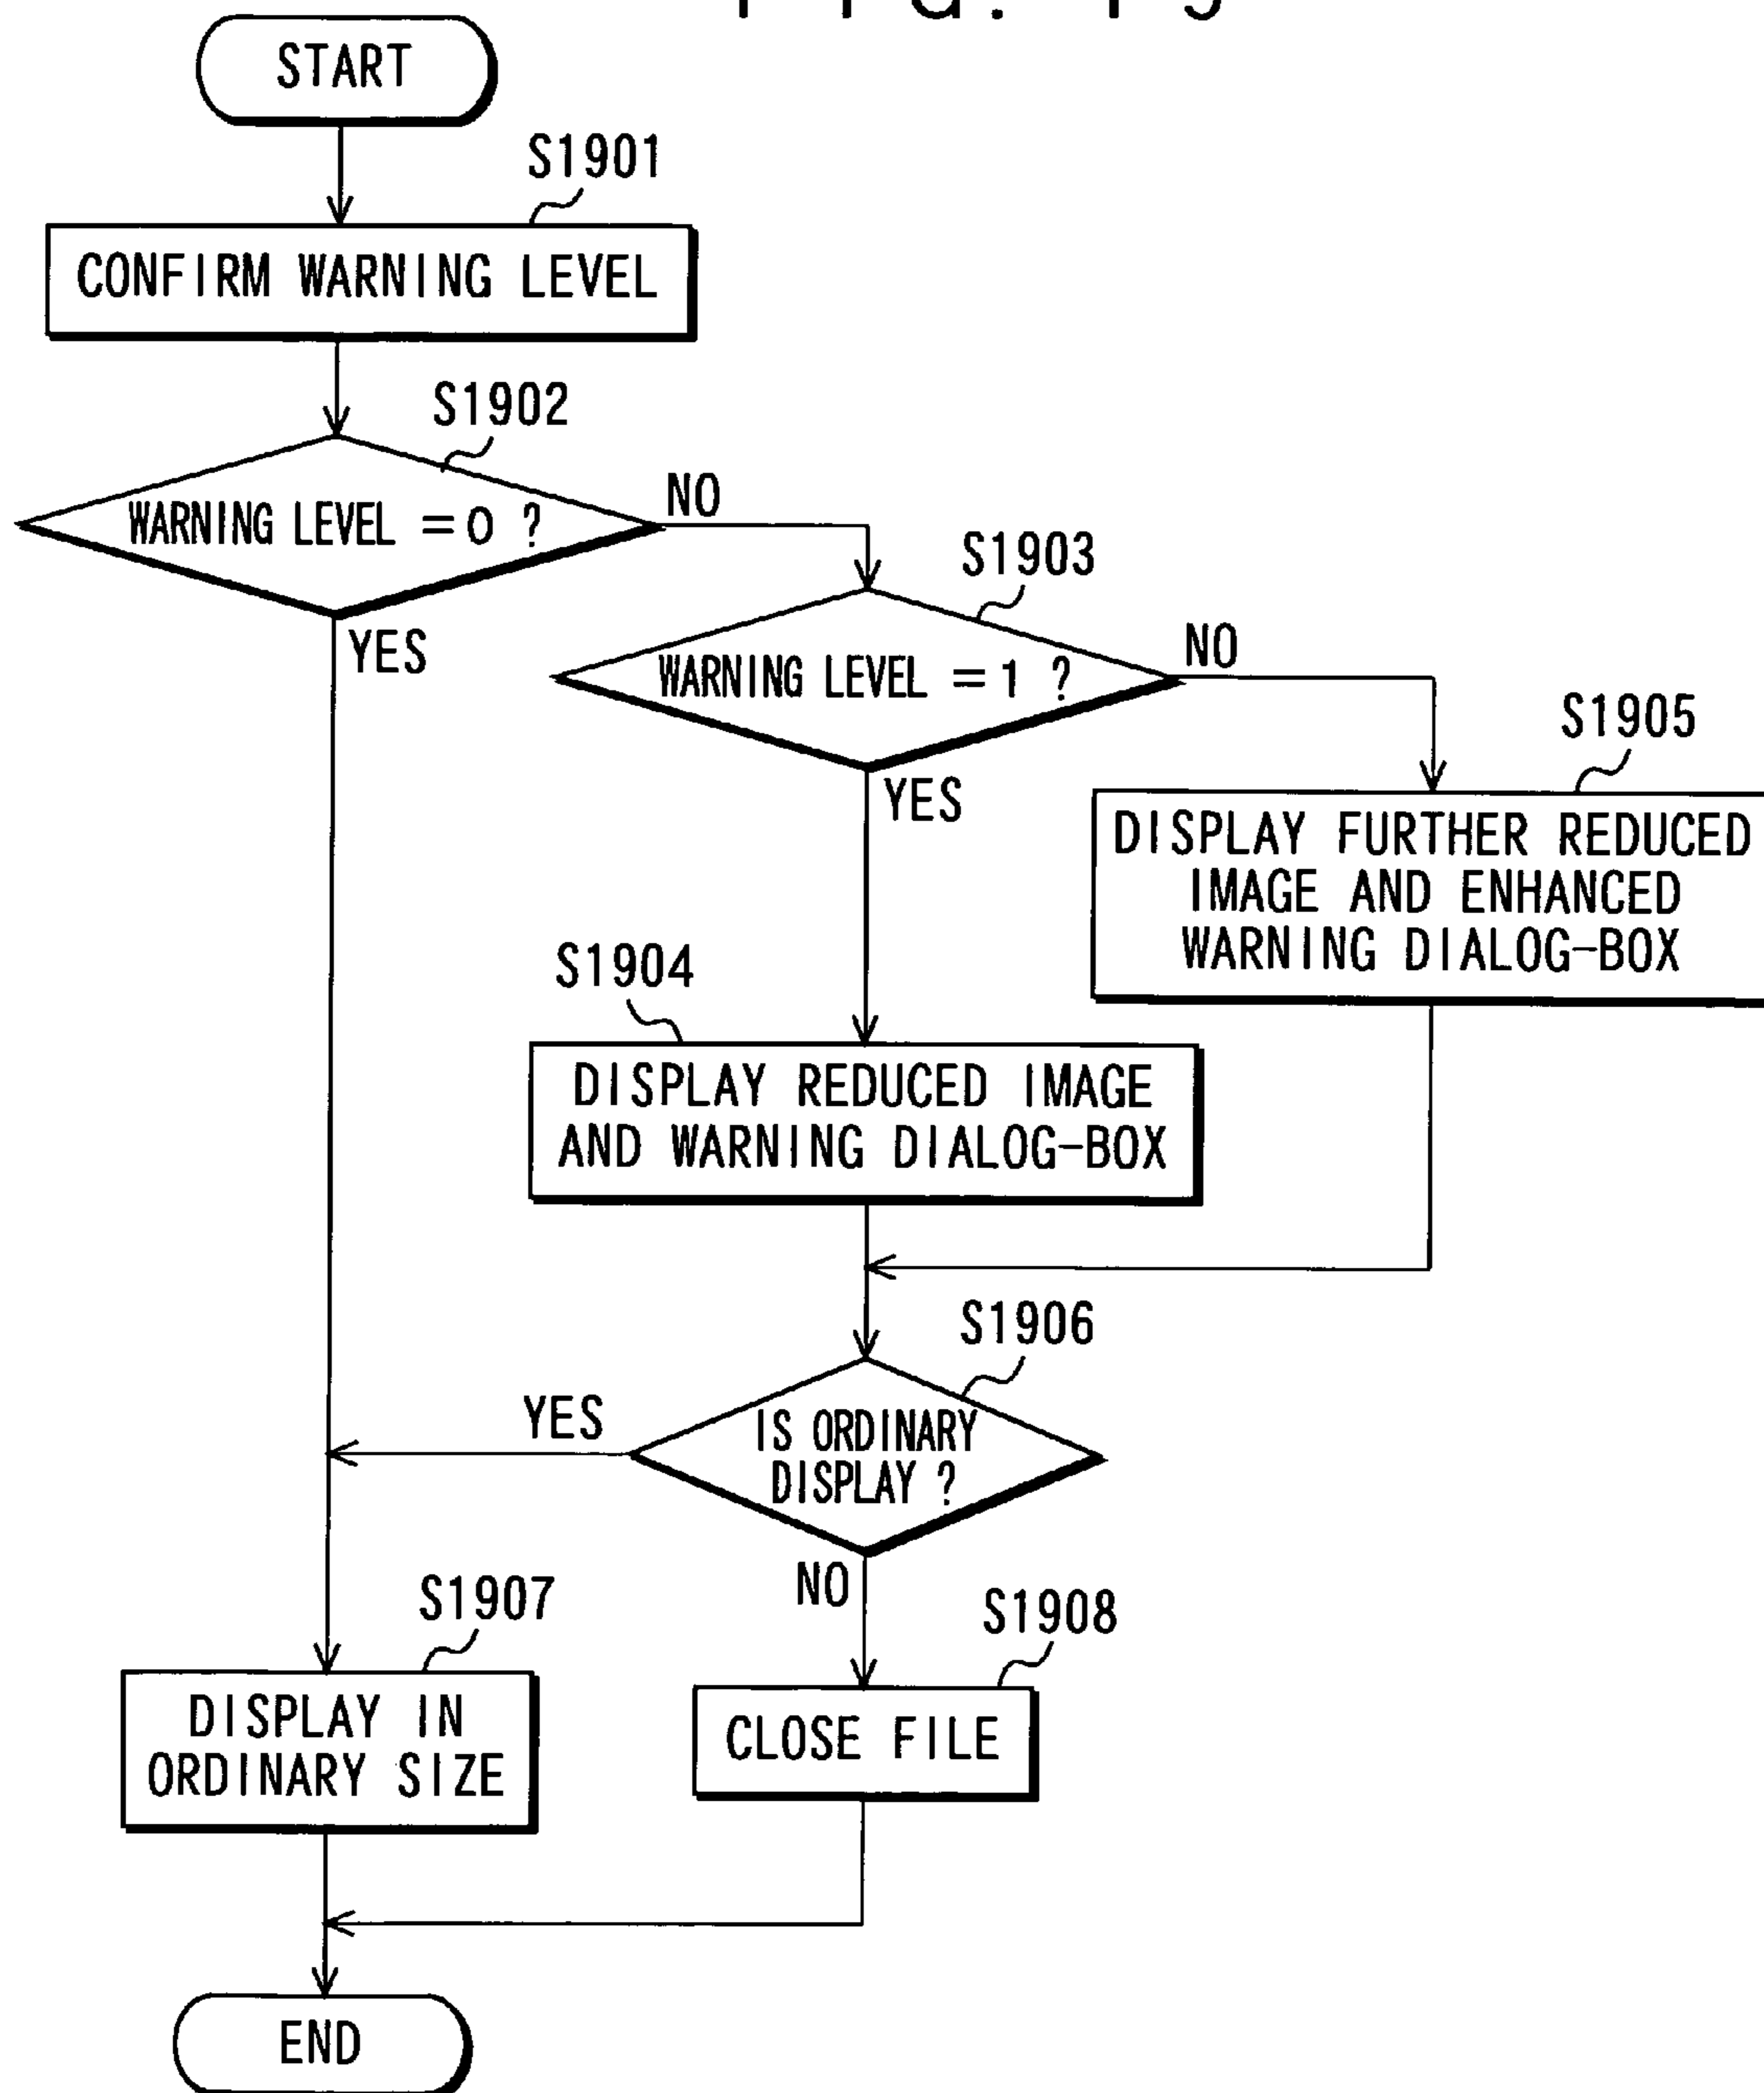 FIG. 19
START
S1901
CONFIRM WARNING LEVEL
S1902
WARNING LEVEL = 0 ?
NO
YES
S1903
WARNING LEVEL = 1 ?
NO
YES
S1905
DISPLAY FURTHER REDUCED
IMAGE AND ENHANCED
WARNING DIALOG-BOX
S1904
DISPLAY REDUCED IMAGE
AND WARNING DIALOG-BOX
S1906
IS ORDINARY
DISPLAY ?
YES
NO
S1907
DISPLAY IN
ORDINARY SIZE
S1908
CLOSE FILE
END